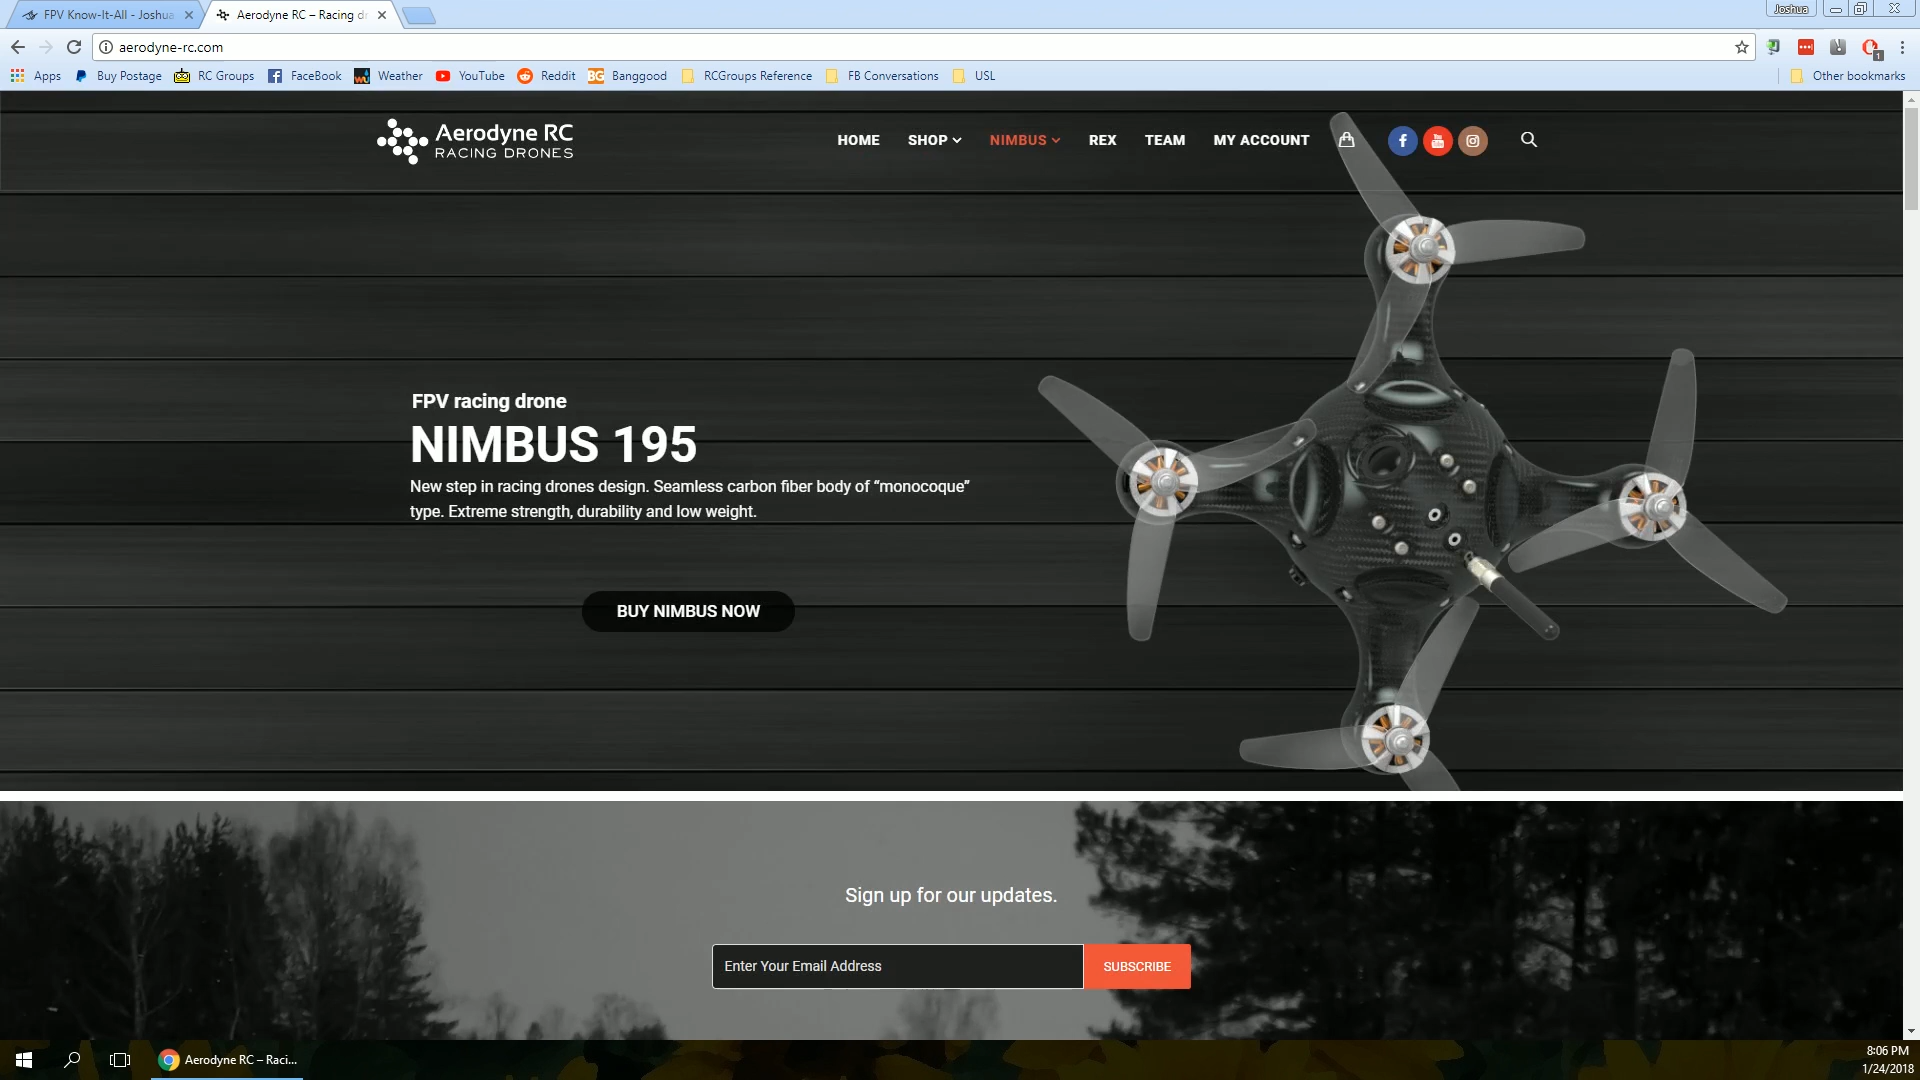 FPV Know-It-All - Joshua
Aerodyne RC – Racing dr
Joshua
aerodyne-rc.com
1
Apps
Buy Postage
RC Groups
FaceBook
Weather
YouTube
Reddit
BG Banggood
RCGroups Reference
FB Conversations
USL
Other bookmarks
Aerodyne RC
RACING DRONES
HOME SHOP NIMBUS REX TEAM MY ACCOUNT
FPV racing drone
NIMBUS 195
New step in racing drones design. Seamless carbon fiber body of “monocoque”
type. Extreme strength, durability and low weight.
BUY NIMBUS NOW
Sign up for our updates.
Enter Your Email Address
SUBSCRIBE
Aerodyne RC – Raci...
8:06 PM
1/24/2018